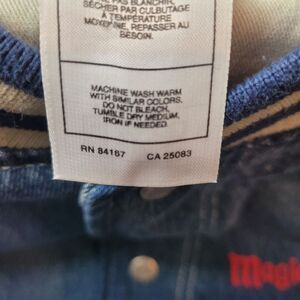 PAS BLANCHIR,
SÉCHER PAR CULBUTAGE
À TEMPÉRATURE
MOYENNE, REPASSER AU
BESOIN.
MACHINE WASH WARM
WITH SIMILAR COLORS.
DO NOT BLEACH.
TUMBLE DRY MEDIUM,
IRON IF NEEDED.
RN 84167 CA 25083